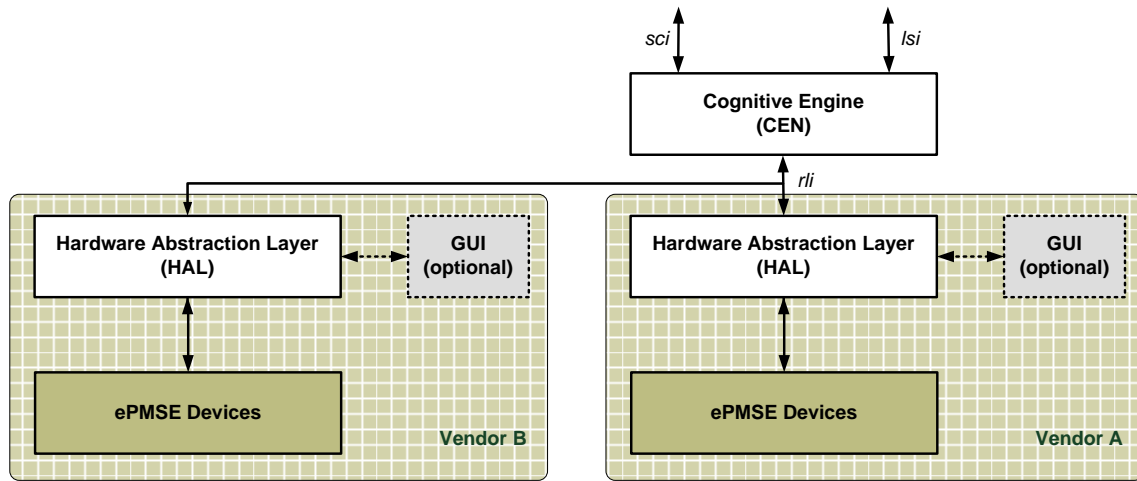 sci
lsi
Cognitive Engine
(CEN)
rli
Hardware Abstraction Layer
(HAL)
GUI
(optional)
ePMSE Devices
Vendor B
Hardware Abstraction Layer
(HAL)
GUI
(optional)
ePMSE Devices
Vendor A